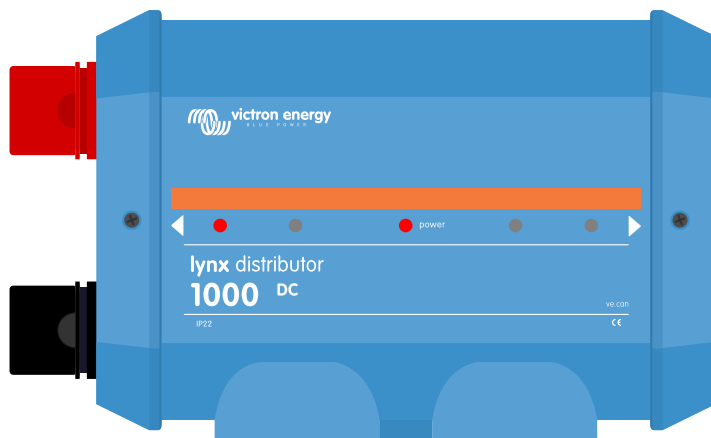 victron energy
BLUE POWER
power
lynx distributor
1000 DC
ve.can
IP22
CE